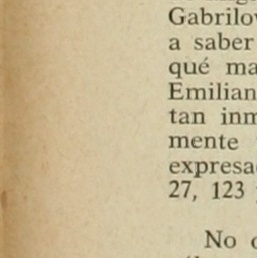 Gabrilov
a saber
qué ma
Emilian
tan inm
mente
expresa
27, 123
No